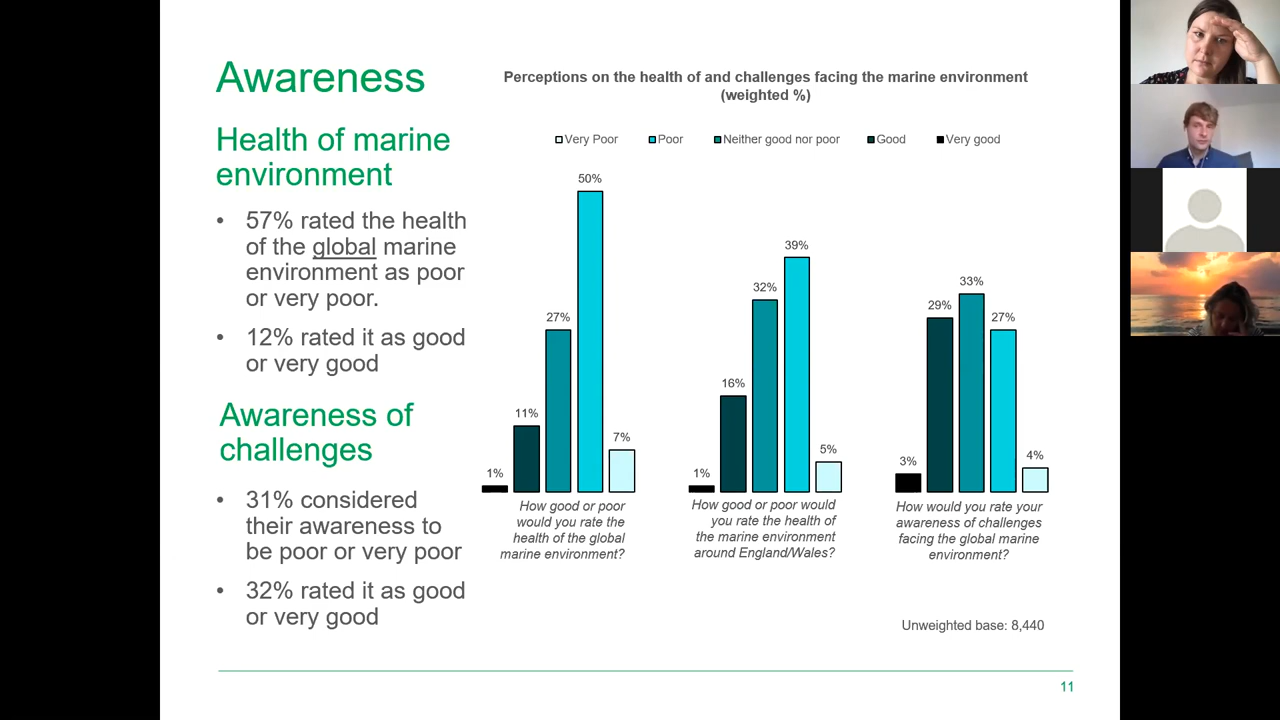 Awareness
Health of marine
environment
• 57% rated the health
of the global marine
environment as poor
or very poor.
• 12% rated it as good
or very good
Awareness of
challenges
• 31% considered
their awareness to
be poor or very poor
• 32% rated it as good
or very good
Perceptions on the health of and challenges facing the marine environment
(weighted %)
Very Poor Poor Neither good nor poor Good Very good
1% 11% 27% 50% 7%
1% 16% 32% 39% 5%
3% 29% 33% 27% 4%
How good or poor
would you rate the
health of the global
marine environment?
How good or poor would
you rate the health of
the marine environment
around England/Wales?
How would you rate your
awareness of challenges
facing the global marine
environment?
Unweighted base: 8,440
11